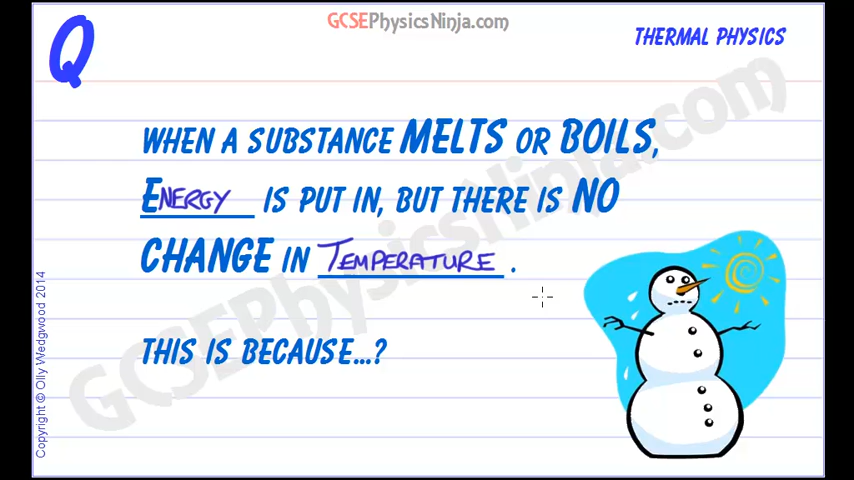 GCSEPhysicsNinja.com
Q
THERMAL PHYSICS
WHEN A SUBSTANCE MELTS OR BOILS,
ENERGY IS PUT IN, BUT THERE IS NO
CHANGE IN TEMPERATURE.
THIS IS BECAUSE...?
GCSEPhysicsNinja.com
Copyright © Olly Wedgwood 2014